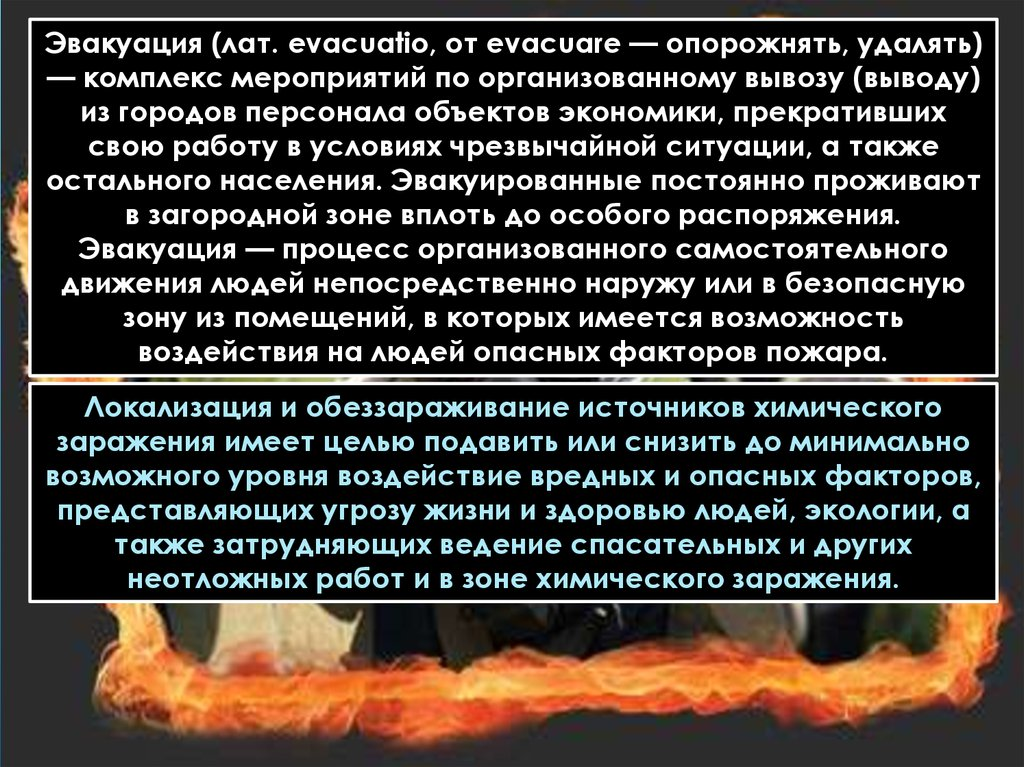 Эвакуация (лат. evacuatio, от evacuare — опорожнять, удалять)
— комплекс мероприятий по организованному вывозу (выводу)
из городов персонала объектов экономики, прекративших
свою работу в условиях чрезвычайной ситуации, а также
остального населения. Эвакуированные постоянно проживают
в загородной зоне вплоть до особого распоряжения.
Эвакуация — процесс организованного самостоятельного
движения людей непосредственно наружу или в безопасную
зону из помещений, в которых имеется возможность
воздействия на людей опасных факторов пожара.
Локализация и обеззараживание источников химического
заражения имеет целью подавить или снизить до минимально
возможного уровня воздействие вредных и опасных факторов,
представляющих угрозу жизни и здоровью людей, экологии, а
также затрудняющих ведение спасательных и других
неотложных работ и в зоне химического заражения.